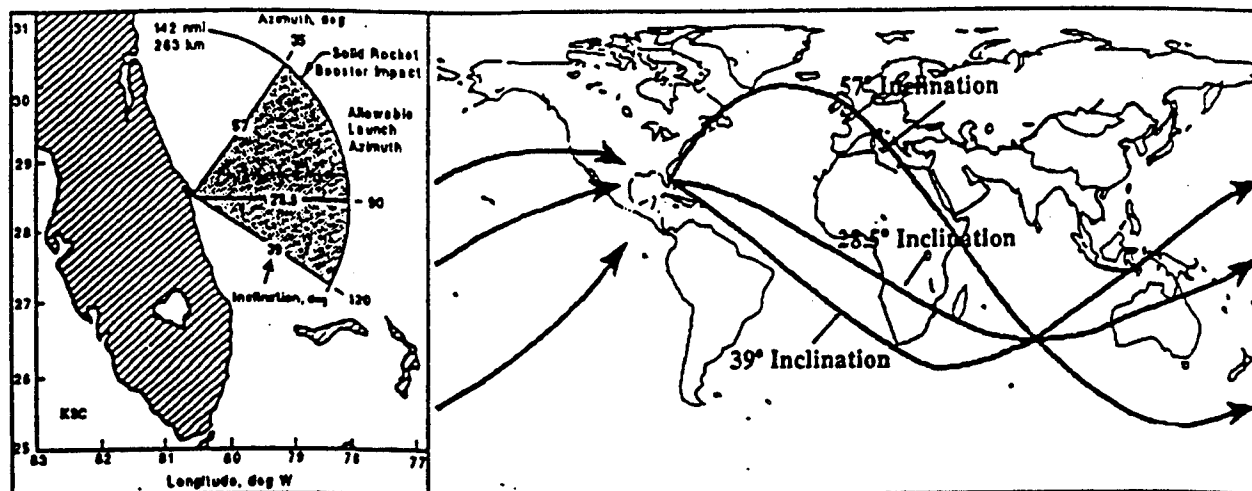 Azimuth, deg
142 nmi
263 km
35
Solid Rocket
Booster Impact
Allowable
Launch
Azimuth
57
28.5
90
39
Inclination, deg
120
31
30
29
28
27
26
25
KSC
83
82
81
80
79
78
77
Longitude, deg W
57° Inclination
28.5° Inclination
39° Inclination